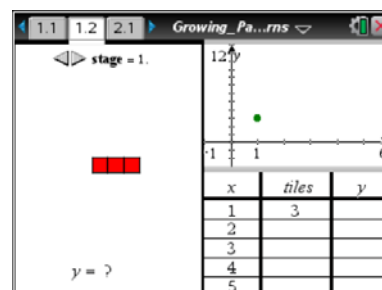 1.1 1.2 2.1 Growing_Pa...rns
stage = 1.
y = ?
12 y
-1 1
x tiles y
1 3
2
3
4
5